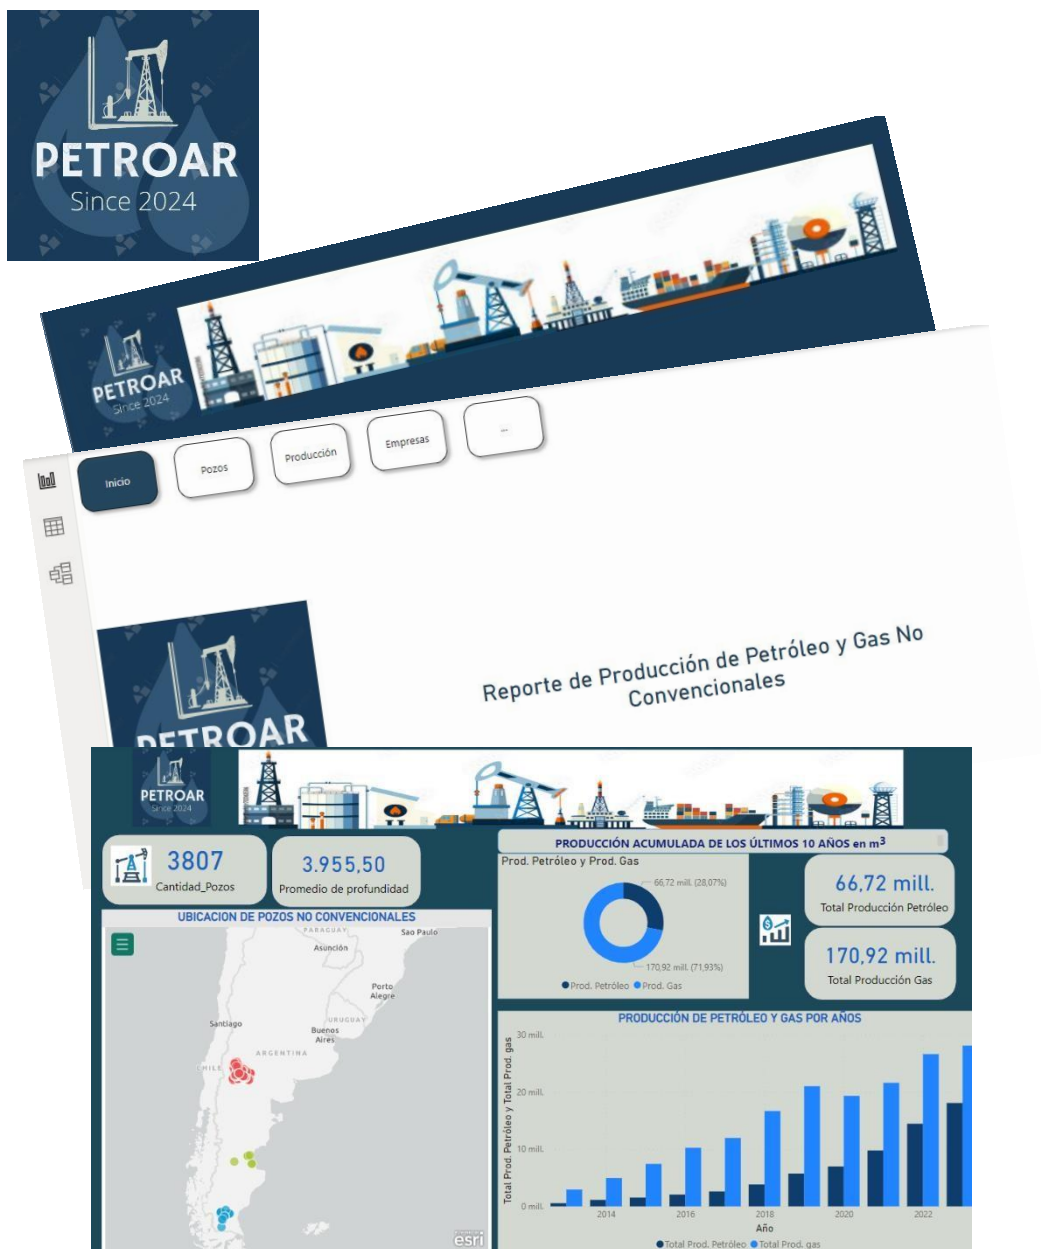 PETROAR
Since 2024
PETROAR
Since 2024
Inicio
Pozos
Producción
Empresas
...
Reporte de Producción de Petróleo y Gas No
Convencionales
PETROAR
PETROAR
Since 2024
3807
Cantidad_Pozos
3.955,50
Promedio de profundidad
PRODUCCIÓN ACUMULADA DE LOS ÚLTIMOS 10 AÑOS en m³
Prod. Petróleo y Prod. Gas
66,72 mill. (28,07%)
170,92 mill. (71,93%)
Prod. Petróleo Prod. Gas
66,72 mill.
Total Producción Petróleo
170,92 mill.
Total Producción Gas
UBICACION DE POZOS NO CONVENCIONALES
PARAGUAY
Sao Paulo
Asunción
Porto
Alegre
URUGUAY
Santiago
Buenos
Aires
ARGENTINA
CHILE
esri
PRODUCCIÓN DE PETRÓLEO Y GAS POR AÑOS
Total Prod. Petróleo y Total Prod. gas
30 mill.
20 mill.
10 mill.
0 mill.
2014 2016 2018 2020 2022
Año
Total Prod. Petróleo Total Prod. gas